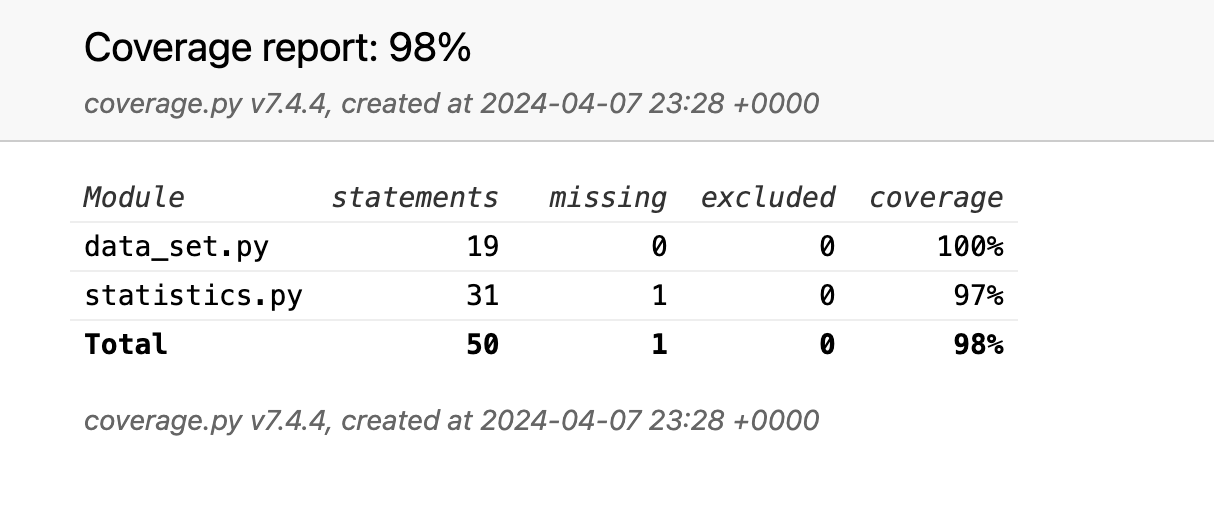 Coverage report: 98%
coverage.py v7.4.4, created at 2024-04-07 23:28 +0000
Module statements missing excluded coverage
data_set.py 19 0 0 100%
statistics.py 31 1 0 97%
Total 50 1 0 98%
coverage.py v7.4.4, created at 2024-04-07 23:28 +0000